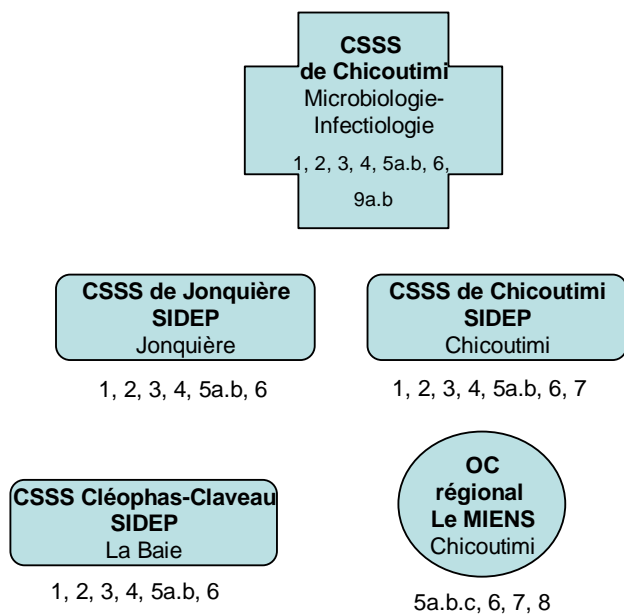 CSSS
de Chicoutimi
Microbiologie-
Infectiologie
1, 2, 3, 4, 5a.b, 6,
9a.b
CSSS de Jonquière
SIDEP
Jonquière
1, 2, 3, 4, 5a.b, 6
CSSS de Chicoutimi
SIDEP
Chicoutimi
1, 2, 3, 4, 5a.b, 6, 7
CSSS Cléophas-Claveau
SIDEP
La Baie
1, 2, 3, 4, 5a.b, 6
OC
régional
Le MIENS
Chicoutimi
5a.b.c, 6, 7, 8